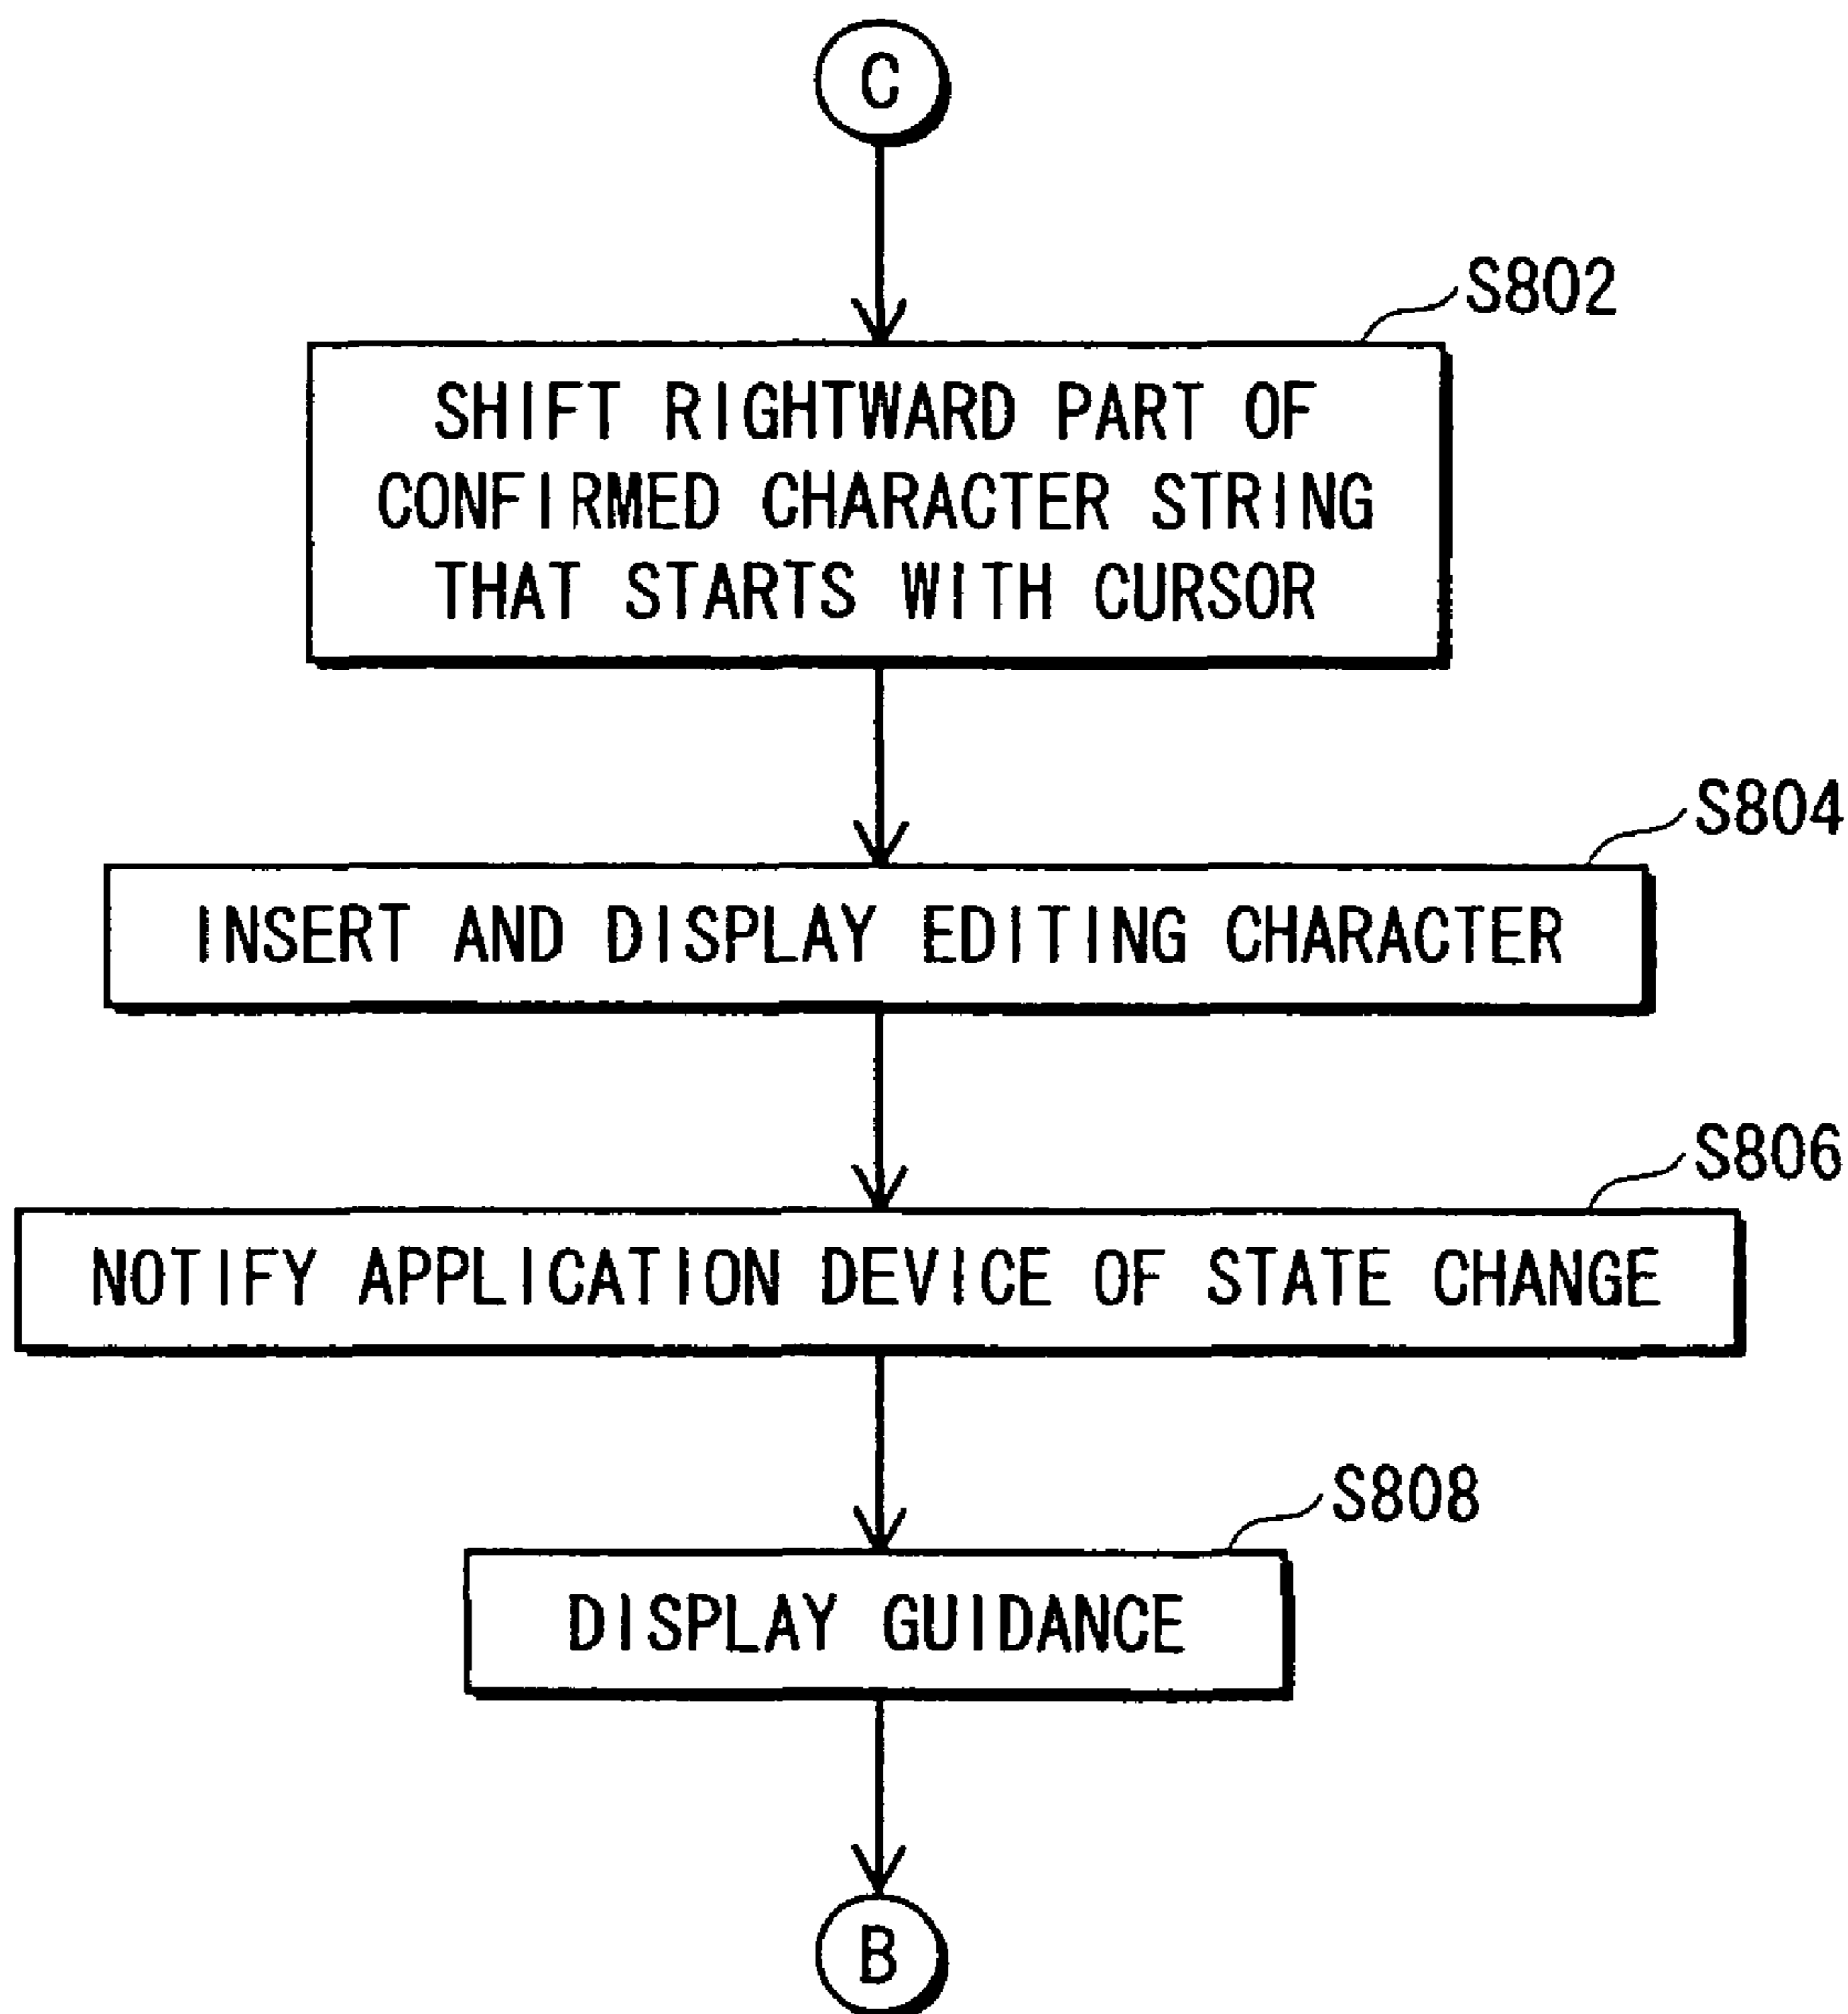 C
S802
SHIFT RIGHTWARD PART OF
CONFIRMED CHARACTER STRING
THAT STARTS WITH CURSOR
S804
INSERT AND DISPLAY EDITING CHARACTER
S806
NOTIFY APPLICATION DEVICE OF STATE CHANGE
S808
DISPLAY GUIDANCE
B